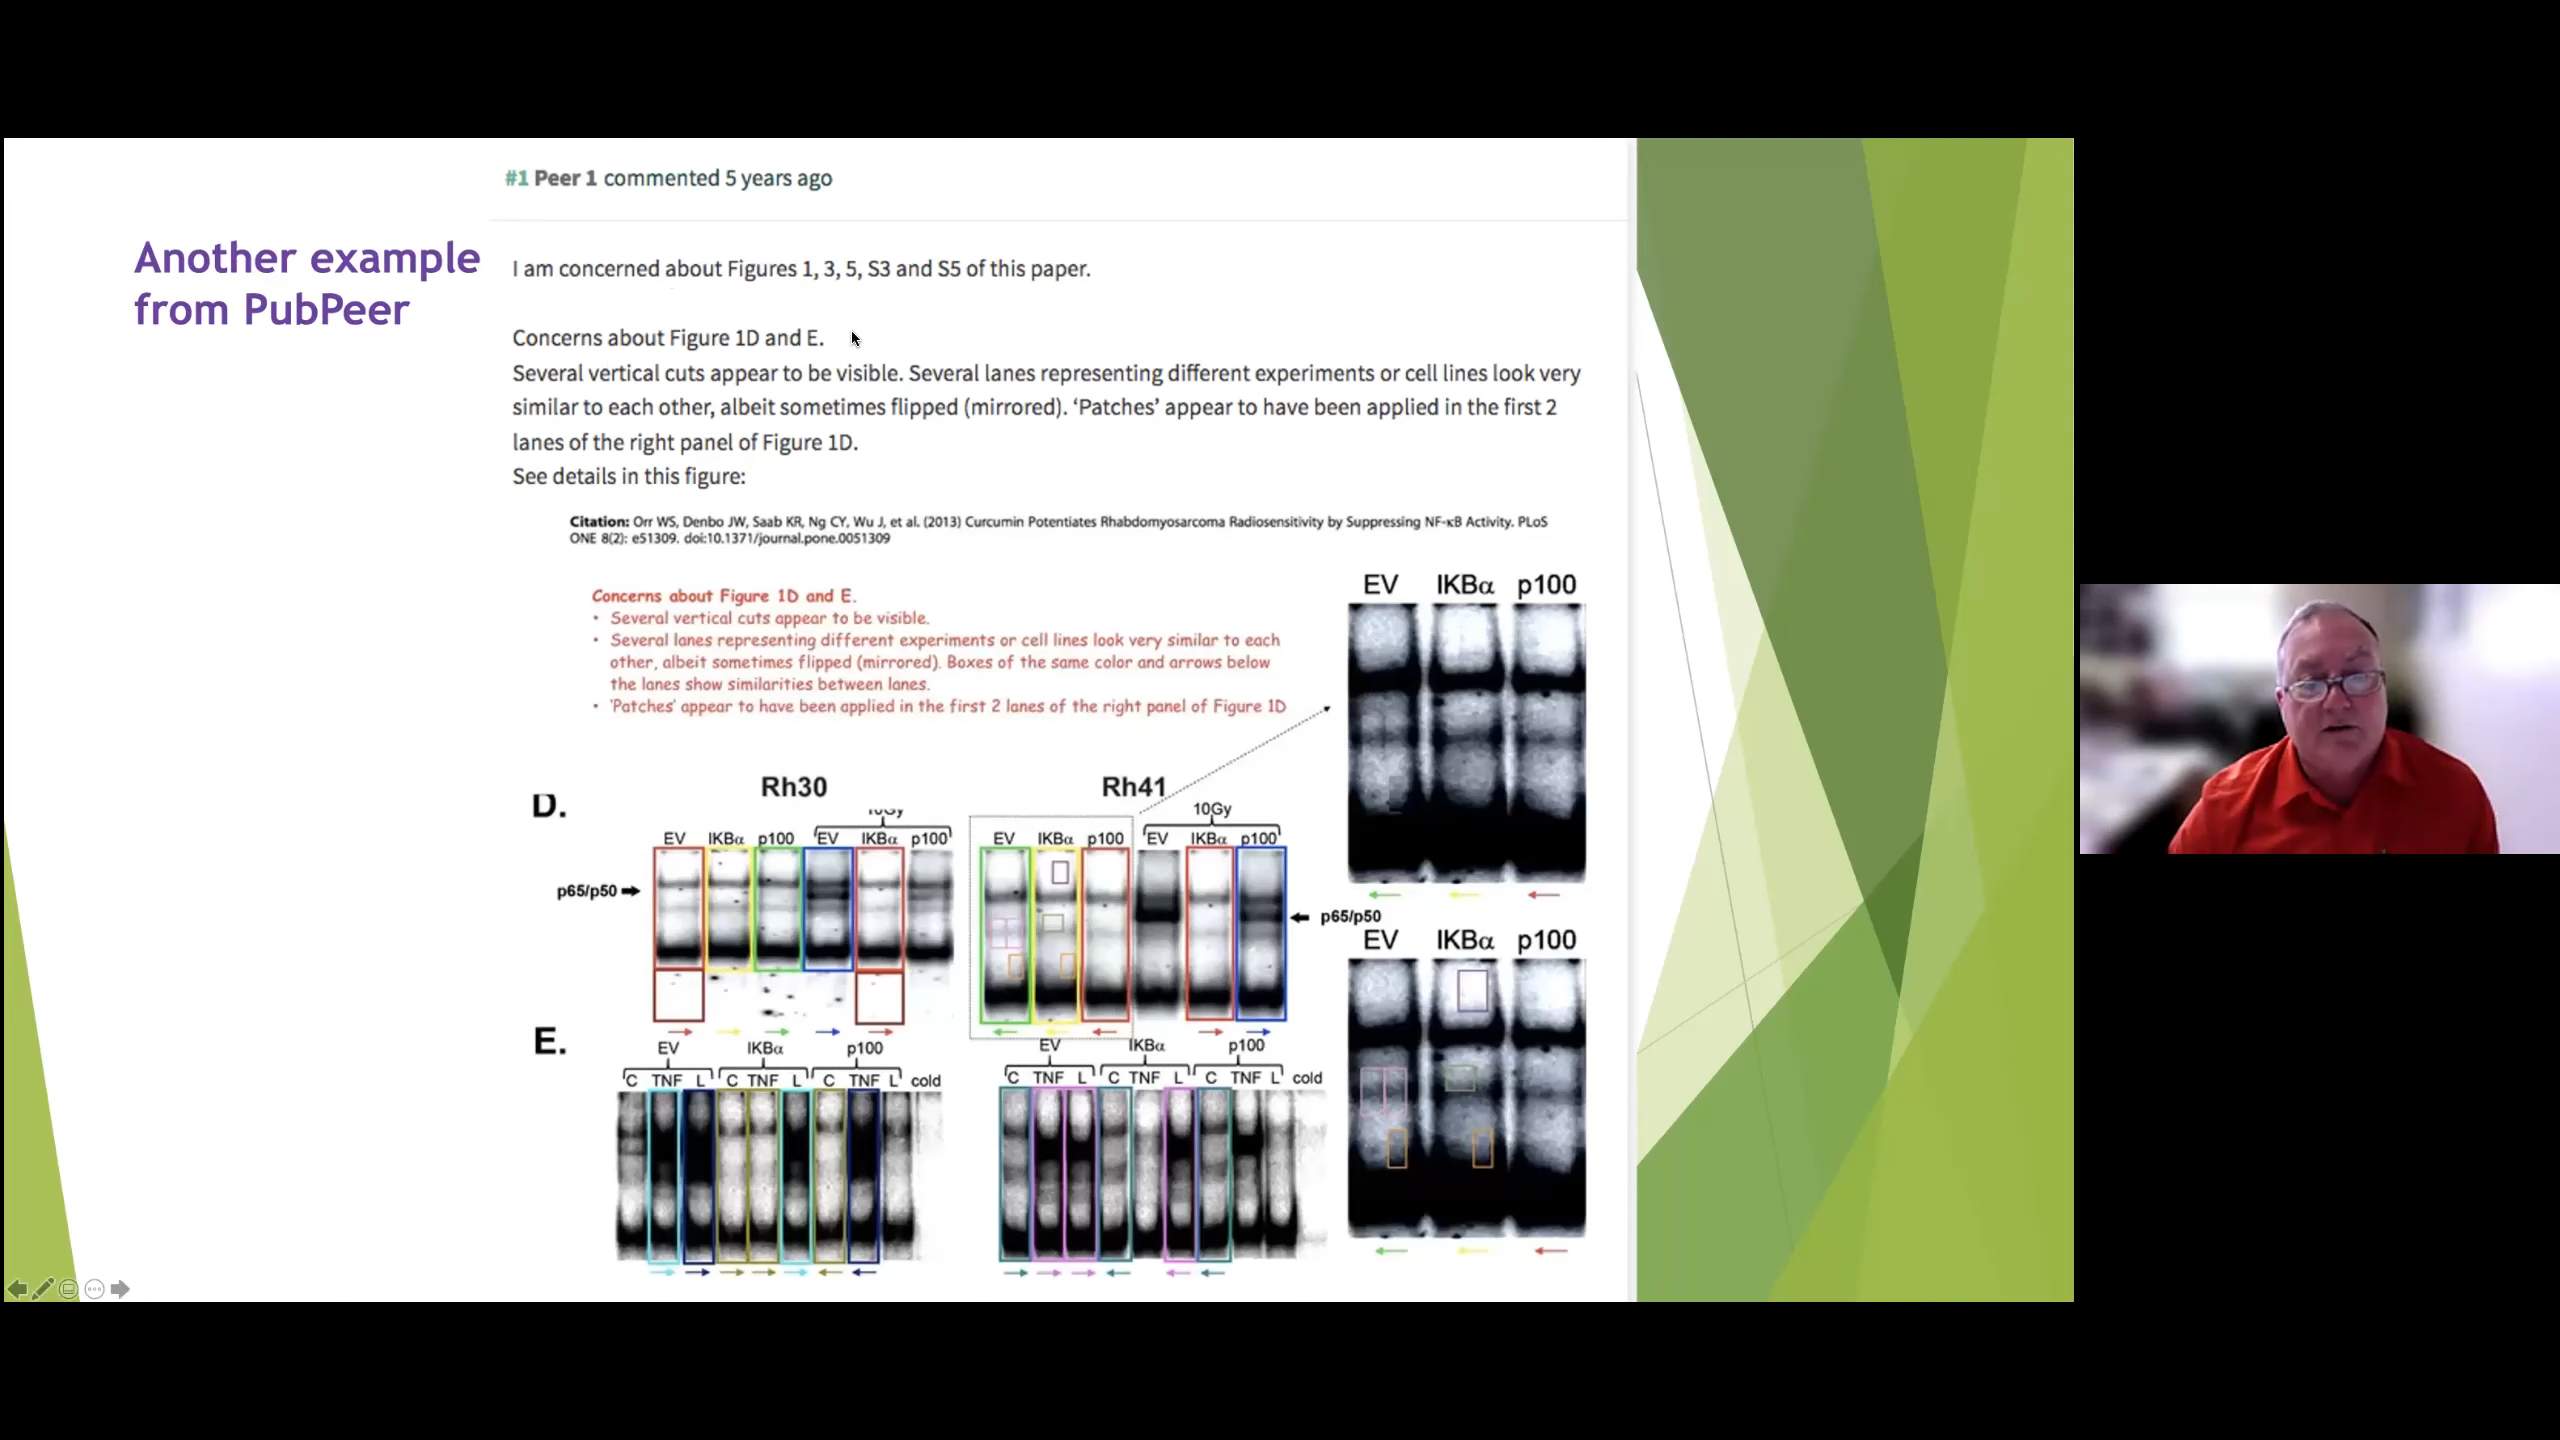 Another example
from PubPeer
#1 Peer 1 commented 5 years ago
I am concerned about Figures 1, 3, 5, S3 and S5 of this paper.
Concerns about Figure 1D and E.
Several vertical cuts appear to be visible. Several lanes representing different experiments or cell lines look very
similar to each other, albeit sometimes flipped (mirrored). ‘Patches’ appear to have been applied in the first 2
lanes of the right panel of Figure 1D.
See details in this figure:
Citation: Orr WS, Denbo JW, Saab KR, Ng CY, Wu J, et al. (2013) Curcumin Potentiates Rhabdomyosarcoma Radiosensitivity by Suppressing NF-κB Activity. PLoS
ONE 8(2): e51309. doi:10.1371/journal.pone.0051309
Concerns about Figure 1D and E.
• Several vertical cuts appear to be visible.
• Several lanes representing different experiments or cell lines look very similar to each
other, albeit sometimes flipped (mirrored). Boxes of the same color and arrows below
the lanes show similarities between lanes.
• ‘Patches’ appear to have been applied in the first 2 lanes of the right panel of Figure 1D
EV IKBα p100
D.
Rh30
Rh41
10Gy
10Gy
EV IKBα p100 EV IKBα p100
EV IKBα p100 EV IKBα p100
p65/p50
p65/p50
EV IKBα p100
E.
EV IKBα p100
C TNF L C TNF L C TNF L cold
EV IKBα p100
C TNF L C TNF L C TNF L cold